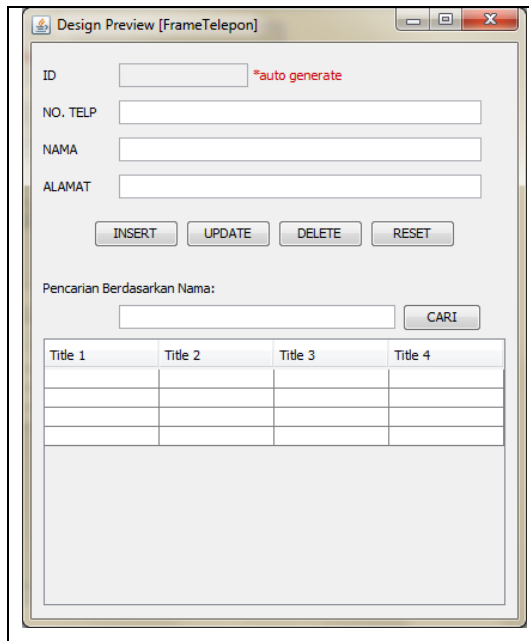 Design Preview [FrameTelepon]
ID *auto generate
NO. TELP
NAMA
ALAMAT
INSERT UPDATE DELETE RESET
Pencarian Berdasarkan Nama:
CARI
Title 1 Title 2 Title 3 Title 4